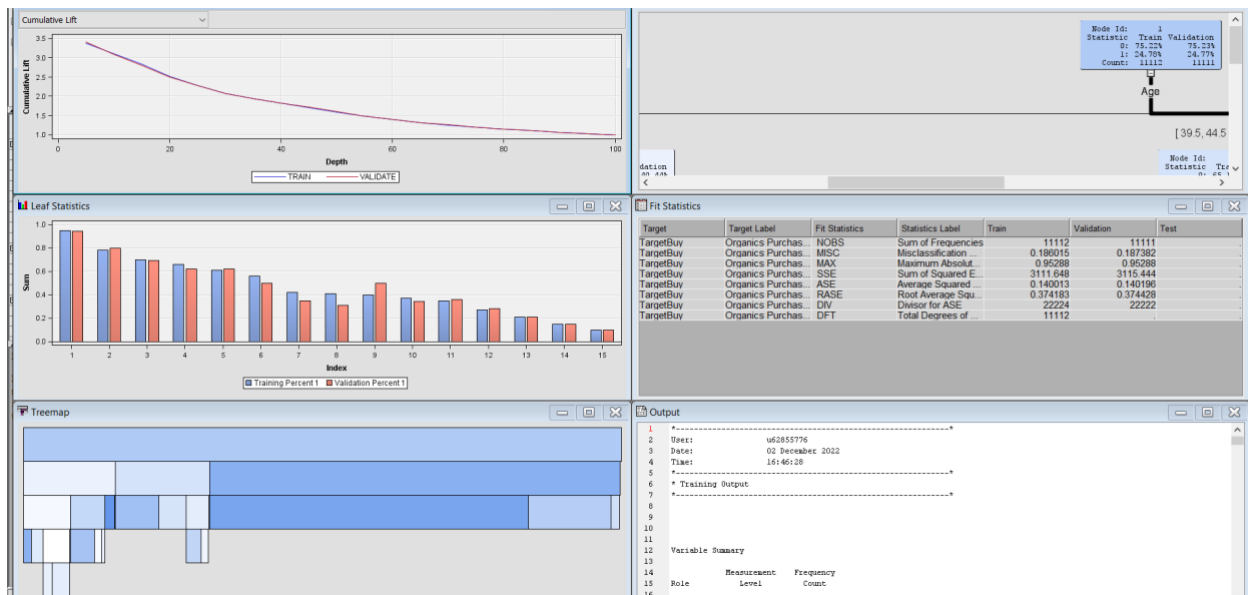 Cumulative Lift
3.5
3.0
2.5
2.0
1.5
1.0
Cumulative Lift
0 20 40 60 80 100
Depth
TRAIN VALIDATE
Node Id: 1
Statistic Train Validation
0: 75.22% 75.23%
1: 24.78% 24.77%
Count: 11112 11111
Age
[ 39.5, 44.5
dation
Node Id:
Statistic
Leaf Statistics
1.0
0.8
0.6
0.4
0.2
0.0
Sum
1 2 3 4 5 6 7 8 9 10 11 12 13 14 15
Index
Training Percent 1 Validation Percent 1
Fit Statistics
Target Target Label Fit Statistics Statistics Label Train Validation Test
TargetBuy Organics Purchas... NOBS Sum of Frequencies 11112 11111 .
TargetBuy Organics Purchas... MISC Misclassification ... 0.186015 0.187382 .
TargetBuy Organics Purchas... MAX Maximum Absolut... 0.95288 0.95288 .
TargetBuy Organics Purchas... SSE Sum of Squared E... 3111.648 3115.444 .
TargetBuy Organics Purchas... ASE Average Squared ... 0.140013 0.140196 .
TargetBuy Organics Purchas... RASE Root Average Squ... 0.374183 0.374428 .
TargetBuy Organics Purchas... DIV Divisor for ASE 22224 22222 .
TargetBuy Organics Purchas... DFT Total Degrees of ... 11112 . .
Treemap
Output
1 *------------------------------------------------------------*
2 User: u62855776
3 Date: 02 December 2022
4 Time: 16:46:28
5 *------------------------------------------------------------*
6 * Training Output
7 *------------------------------------------------------------*
8
9
10
11
12 Variable Summary
13
14 Measurement Frequency
15 Role Level Count
16